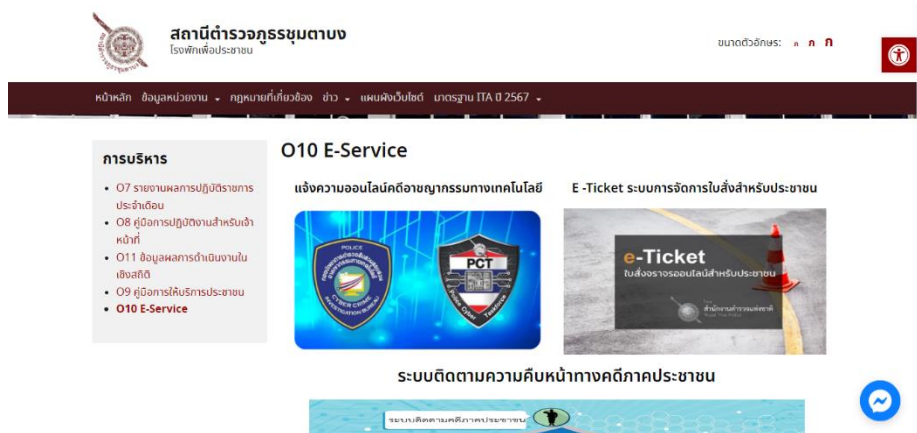 สถานีตำรวจภูธรชุมตาบง
โรงพักเพื่อประชาชน
ขนาดตัวอักษร: ก ก ก
หน้าหลัก ข้อมูลหน่วยงาน กฎหมายที่เกี่ยวข้อง ข่าว แผนผังเว็บไซต์ มาตรฐาน ITA ปี 2567
การบริหาร
O7 รายงานผลการปฏิบัติราชการ
ประจำเดือน
O8 คู่มือการปฏิบัติงานสำหรับเจ้า
หน้าที่
O11 ข้อมูลผลการดำเนินงานใน
เชิงสถิติ
O9 คู่มือการให้บริการประชาชน
O10 E-Service
O10 E-Service
แจ้งความออนไลน์คดีอาชญากรรมทางเทคโนโลยี
E -Ticket ระบบการจัดการใบสั่งสำหรับประชาชน
POLICE
CYBER CRIME
INVESTIGATION BUREAU
PCT
Police Cyber Taskforce
e-Ticket
ใบสั่งจราจรออนไลน์สำหรับประชาชน
โดย
สำนักงานตำรวจแห่งชาติ
Royal Thai Police
ระบบติดตามความคืบหน้าทางคดีภาคประชาชน
ระบบติดตามคดีภาคประชาชน